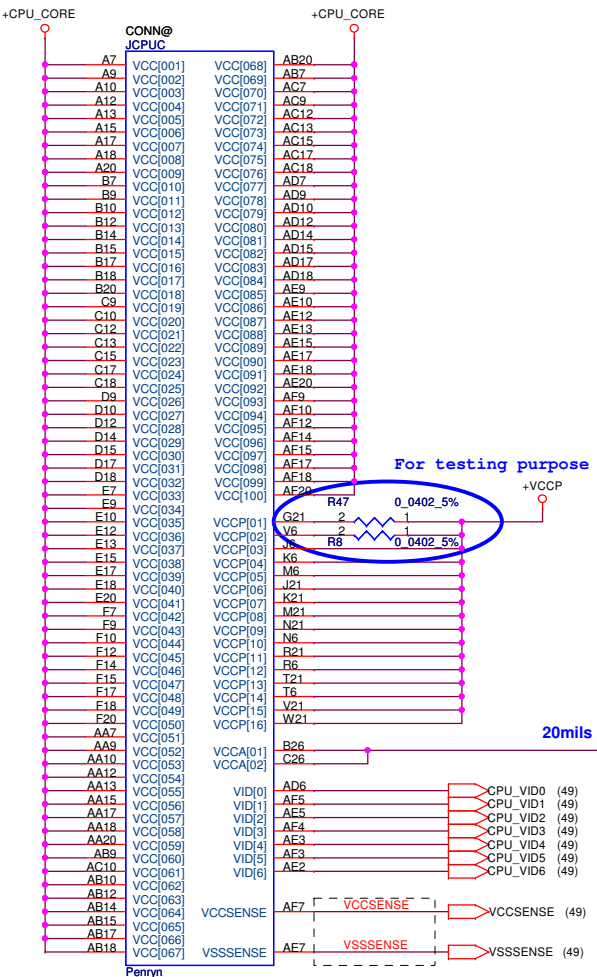 +CPU_CORE +CPU_CORE
CONN@
JCPUC
A7 VCC[001] VCC[068] AB20
A9 VCC[002] VCC[069] AB7
A10 VCC[003] VCC[070] AC7
A12 VCC[004] VCC[071] AC9
A13 VCC[005] VCC[072] AC12
A15 VCC[006] VCC[073] AC13
A17 VCC[007] VCC[074] AC15
A18 VCC[008] VCC[075] AC17
A20 VCC[009] VCC[076] AC18
B7 VCC[010] VCC[077] AD7
B9 VCC[011] VCC[078] AD9
B10 VCC[012] VCC[079] AD10
B12 VCC[013] VCC[080] AD12
B14 VCC[014] VCC[081] AD14
B15 VCC[015] VCC[082] AD15
B17 VCC[016] VCC[083] AD17
B18 VCC[017] VCC[084] AD18
B20 VCC[018] VCC[085] AE9
C9 VCC[019] VCC[086] AE10
C10 VCC[020] VCC[087] AE12
C12 VCC[021] VCC[088] AE13
C13 VCC[022] VCC[089] AE15
C15 VCC[023] VCC[090] AE17
C17 VCC[024] VCC[091] AE18
C18 VCC[025] VCC[092] AE20
D9 VCC[026] VCC[093] AF9
D10 VCC[027] VCC[094] AF10
D12 VCC[028] VCC[095] AF12
D14 VCC[029] VCC[096] AF14
D15 VCC[030] VCC[097] AF15
D17 VCC[031] VCC[098] AF17
For testing purpose
D18 VCC[032] VCC[099] AF18
E7 VCC[033] VCC[100] AF20
+VCCP
E9 VCC[034]
R47 0_0402_5%
E10 VCC[035] VCCP[01] G21 2 1
E12 VCC[036] VCCP[02] V6 2 1
R8 0_0402_5%
E13 VCC[037] VCCP[03] J6
E15 VCC[038] VCCP[04] K6
E17 VCC[039] VCCP[05] M6
E18 VCC[040] VCCP[06] J21
E20 VCC[041] VCCP[07] K21
F7 VCC[042] VCCP[08] M21
F9 VCC[043] VCCP[09] N21
F10 VCC[044] VCCP[10] N6
F12 VCC[045] VCCP[11] R21
F14 VCC[046] VCCP[12] R6
F15 VCC[047] VCCP[13] T21
F17 VCC[048] VCCP[14] T6
F18 VCC[049] VCCP[15] V21
F20 VCC[050] VCCP[16] W21
AA7 VCC[051]
20mils
AA9 VCC[052] VCCA[01] B26
AA10 VCC[053] VCCA[02] C26
AA12 VCC[054]
AA13 VCC[055] VID[0] AD6 CPU_VID0 (49)
AA15 VCC[056] VID[1] AF5 CPU_VID1 (49)
AA17 VCC[057] VID[2] AE5 CPU_VID2 (49)
AA18 VCC[058] VID[3] AF4 CPU_VID3 (49)
AA20 VCC[059] VID[4] AE3 CPU_VID4 (49)
AB9 VCC[060] VID[5] AF3 CPU_VID5 (49)
AC10 VCC[061] VID[6] AE2 CPU_VID6 (49)
AB10 VCC[062]
AB12 VCC[063]
AB14 VCC[064] VCCSENSE AF7 VCCSENSE VCCSENSE (49)
AB15 VCC[065]
AB17 VCC[066]
AB18 VCC[067] VSSSENSE AE7 VSSSENSE VSSSENSE (49)
Penryn